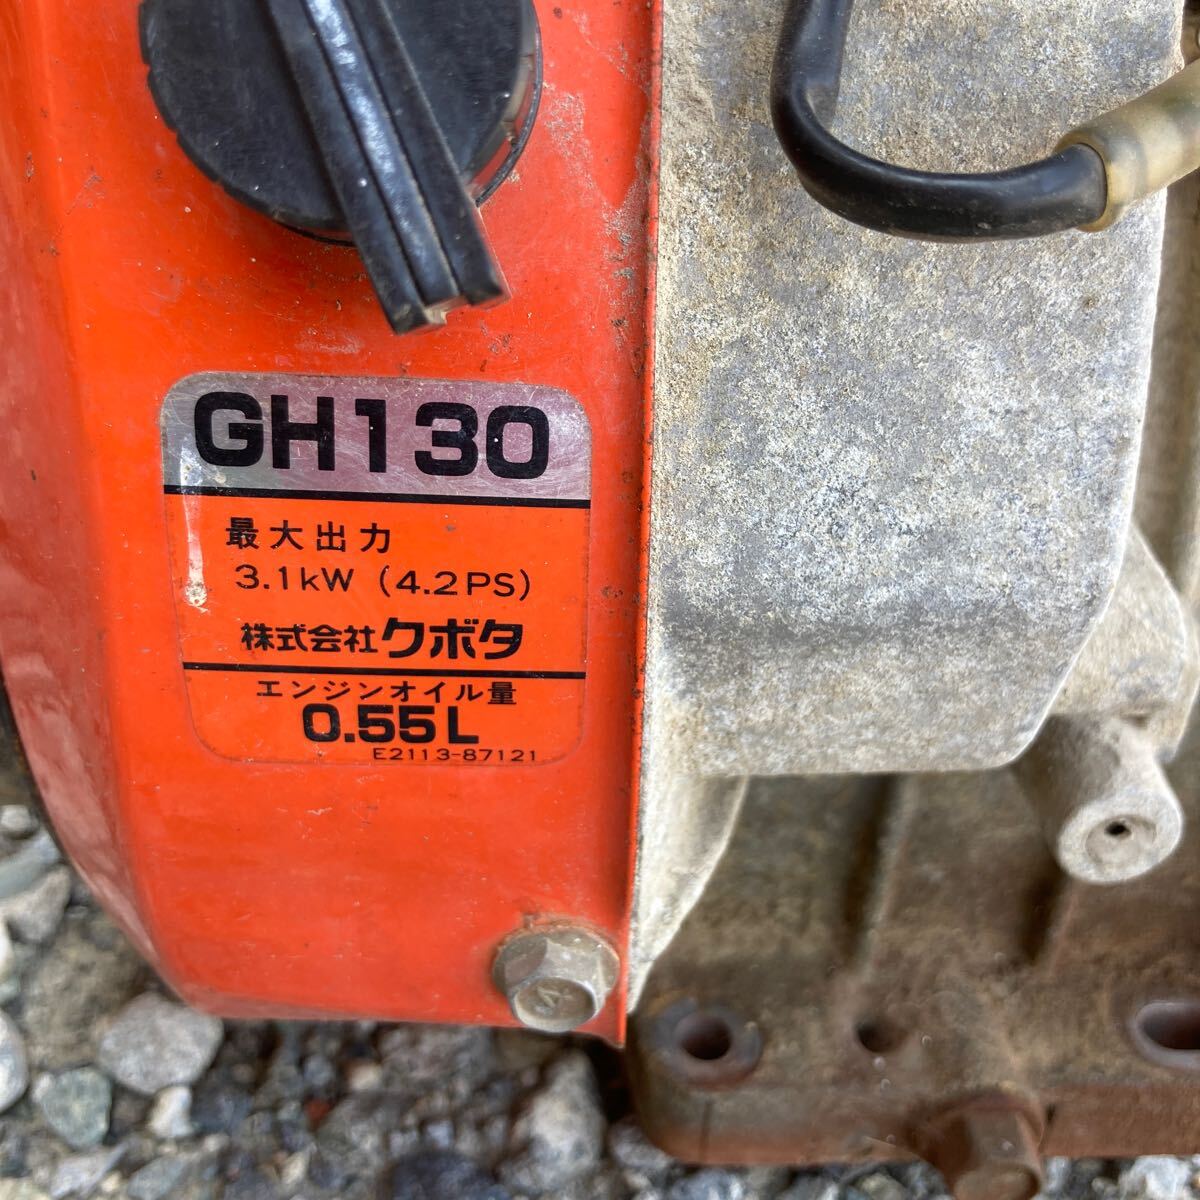 GH130
最大出力
3.1kW (4.2PS)
株式会社クボタ
エンジンオイル量
0.55L
E2113-87121
4